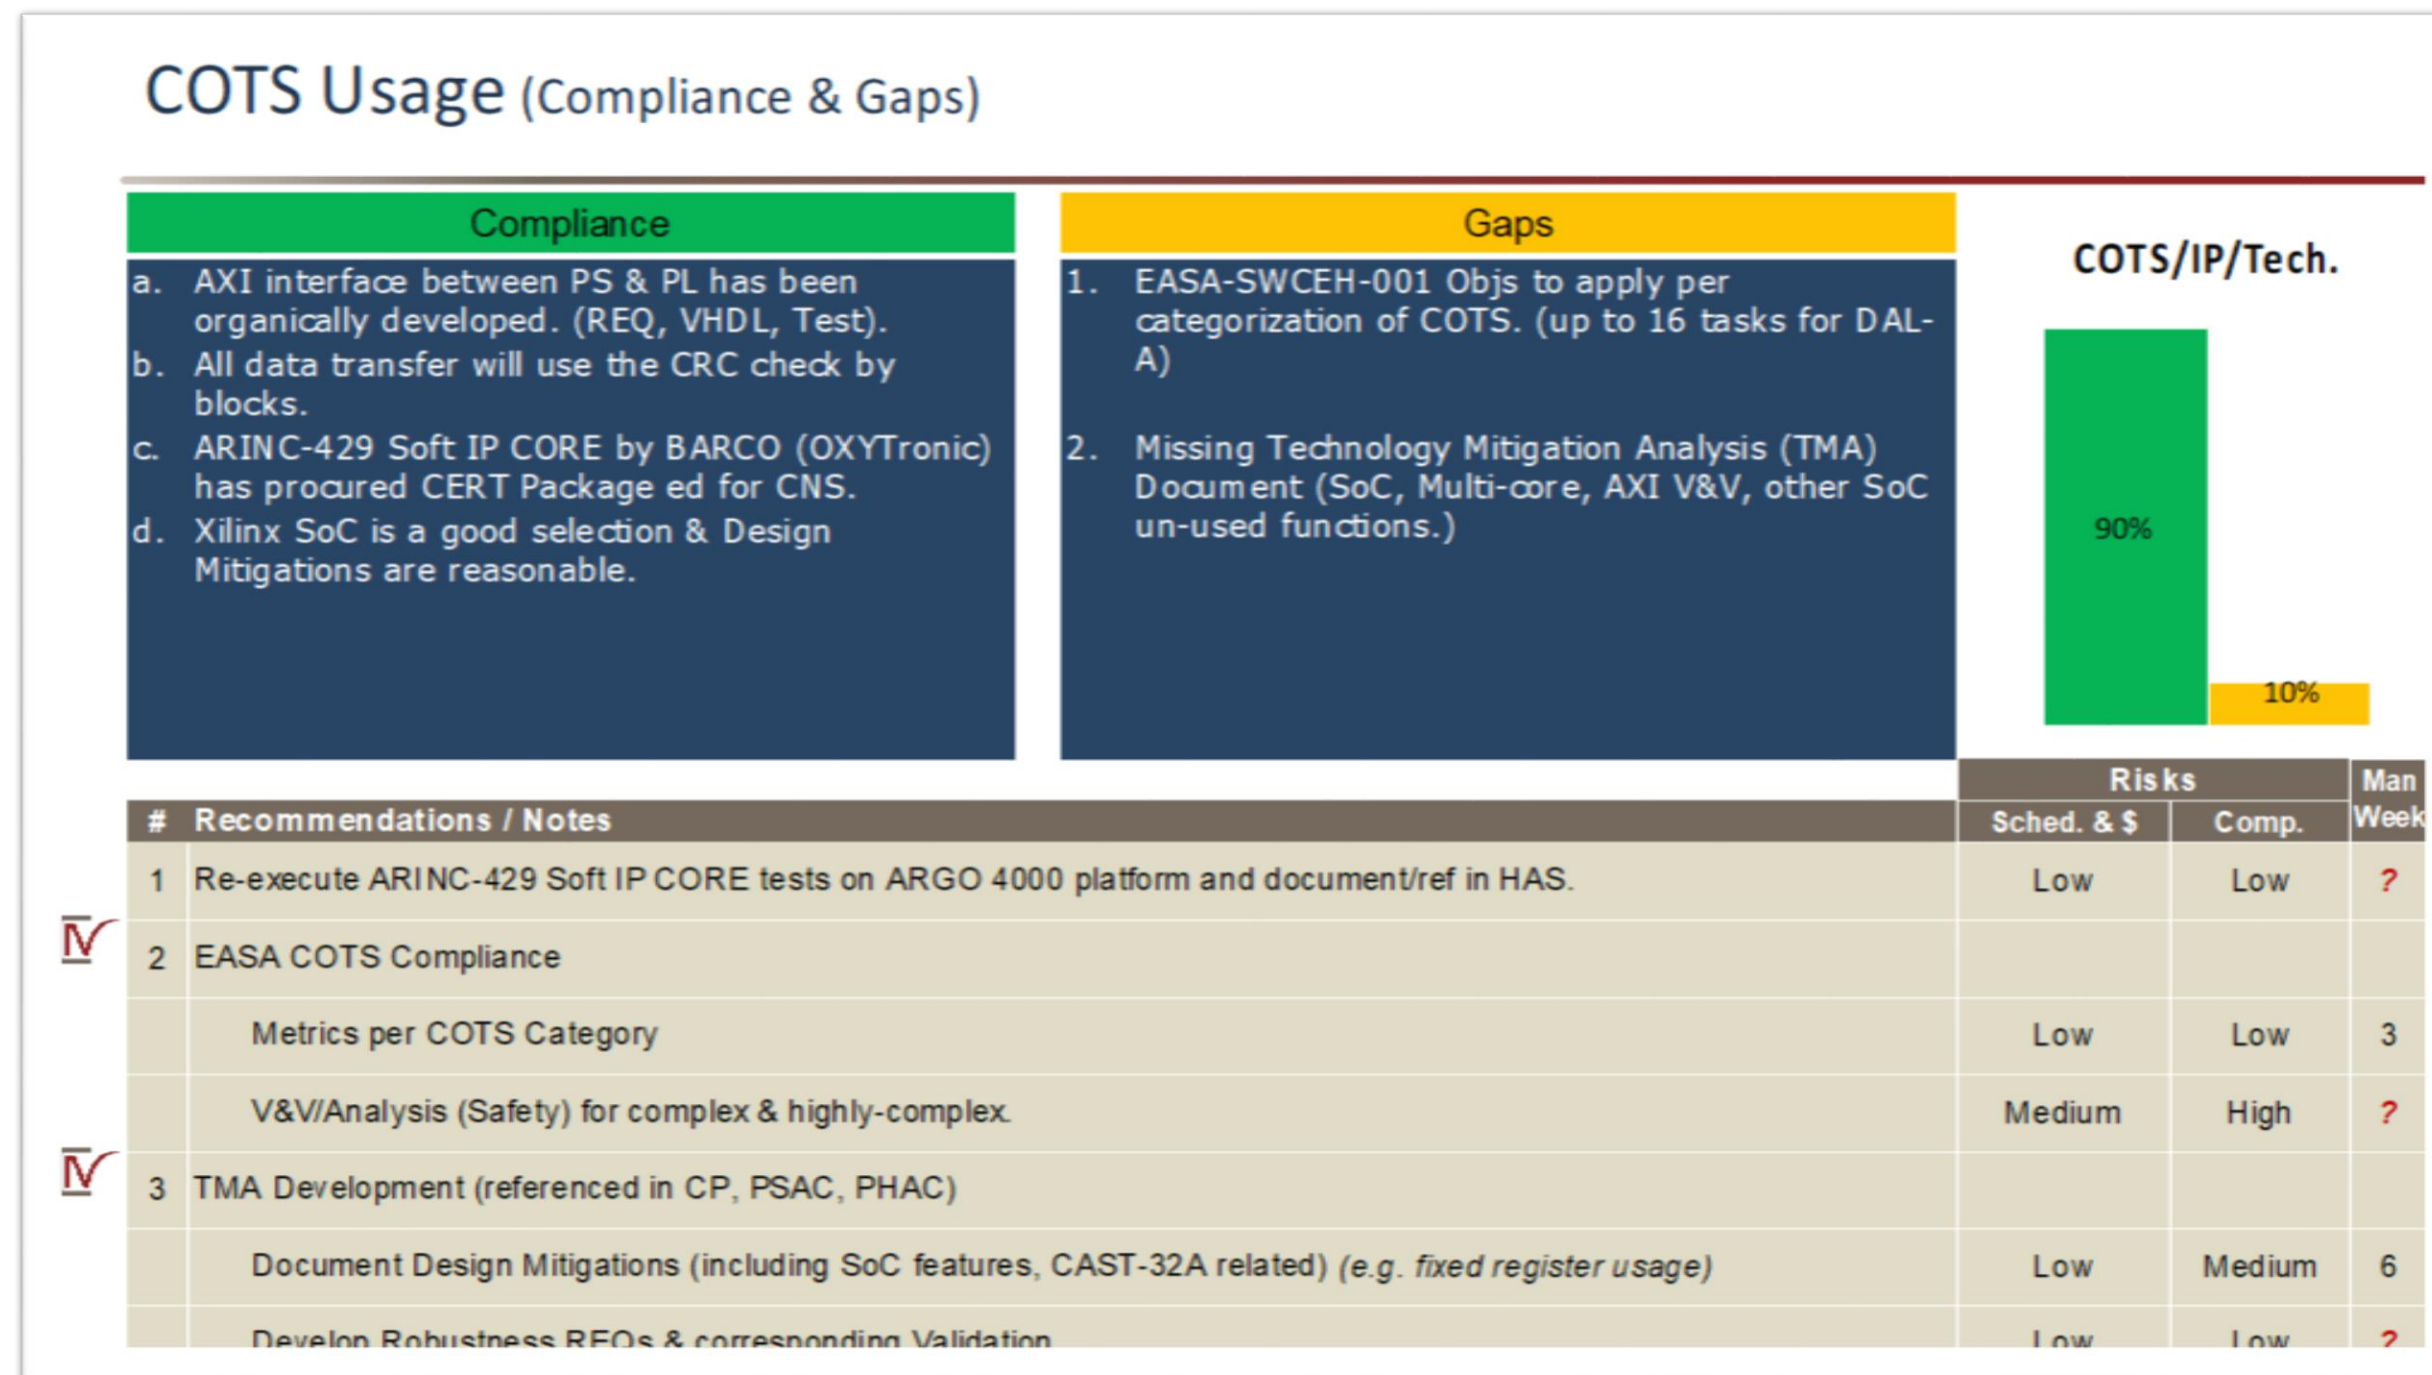 COTS Usage (Compliance & Gaps)
Compliance
a. AXI interface between PS & PL has been
organically developed. (REQ, VHDL, Test).
b. All data transfer will use the CRC check by
blocks.
c. ARINC-429 Soft IP CORE by BARCO (OXYTronic)
has procured CERT Package ed for CNS.
d. Xilinx SoC is a good selection & Design
Mitigations are reasonable.
Gaps
1. EASA-SWCEH-001 Objs to apply per
categorization of COTS. (up to 16 tasks for DAL-
A)
2. Missing Technology Mitigation Analysis (TMA)
Document (SoC, Multi-core, AXI V&V, other SoC
un-used functions.)
COTS/IP/Tech.
90%
10%
Risks Man
# Recommendations / Notes Sched. & $ Comp. Week
1 Re-execute ARINC-429 Soft IP CORE tests on ARGO 4000 platform and document/ref in HAS. Low Low ?
2 EASA COTS Compliance
Metrics per COTS Category Low Low 3
V&V/Analysis (Safety) for complex & highly-complex. Medium High ?
3 TMA Development (referenced in CP, PSAC, PHAC)
Document Design Mitigations (including SoC features, CAST-32A related) (e.g. fixed register usage) Low Medium 6
Develop Robustness REQs & corresponding Validation Low Low ?